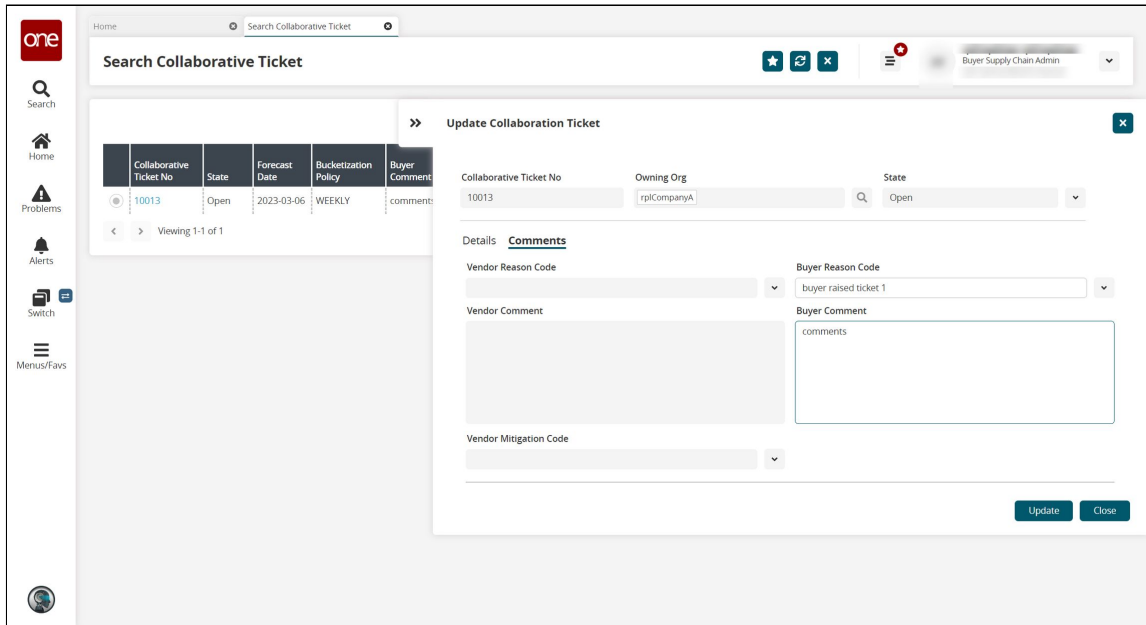 one
Search
Home
Problems
Alerts
Switch
Menus/Favs
Home
Search Collaborative Ticket
Search Collaborative Ticket
Buyer Supply Chain Admin
Collaborative Ticket No
State
Forecast Date
Bucketization Policy
Buyer Comment
10013
Open
2023-03-06
WEEKLY
comments
Viewing 1-1 of 1
Update Collaboration Ticket
Collaborative Ticket No
Owning Org
State
10013
rplCompanyA
Open
Details
Comments
Vendor Reason Code
Buyer Reason Code
buyer raised ticket 1
Vendor Comment
Buyer Comment
comments
Vendor Mitigation Code
Update
Close